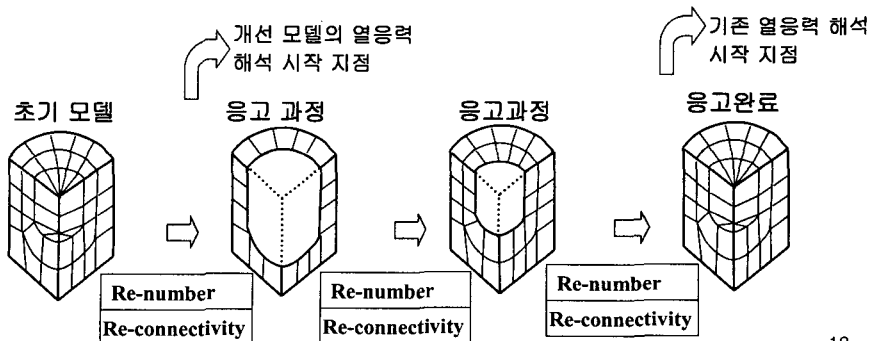 개선 모델의 열응력
해석 시작 지점
기존 열응력 해석
시작 지점
초기 모델
응고 과정
응고과정
응고완료
Re-number
Re-connectivity
Re-number
Re-connectivity
Re-number
Re-connectivity